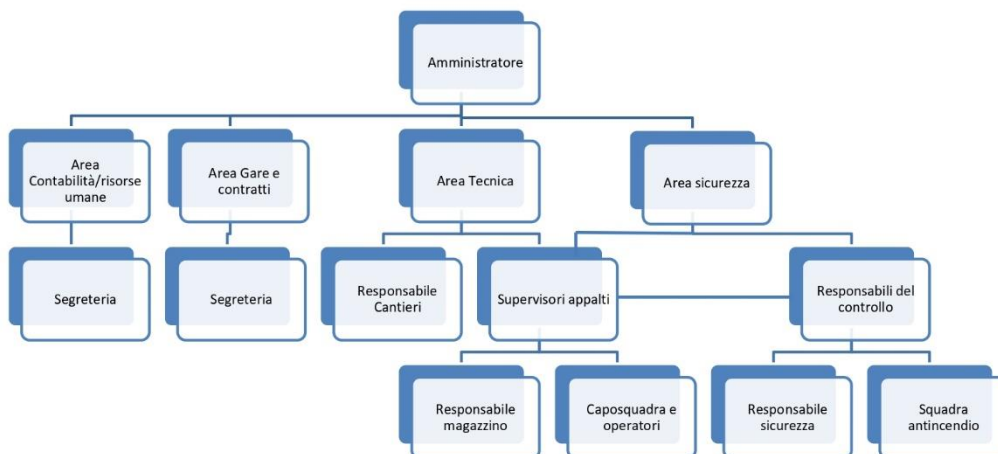 Amministratore
Area
Contabilità/risorse
umane
Area Gare e
contratti
Area Tecnica
Area sicurezza
Segreteria
Segreteria
Responsabile
Cantieri
Supervisori appalti
Responsabili del
controllo
Responsabile
magazzino
Caposquadra e
operatori
Responsabile
sicurezza
Squadra
antincendio